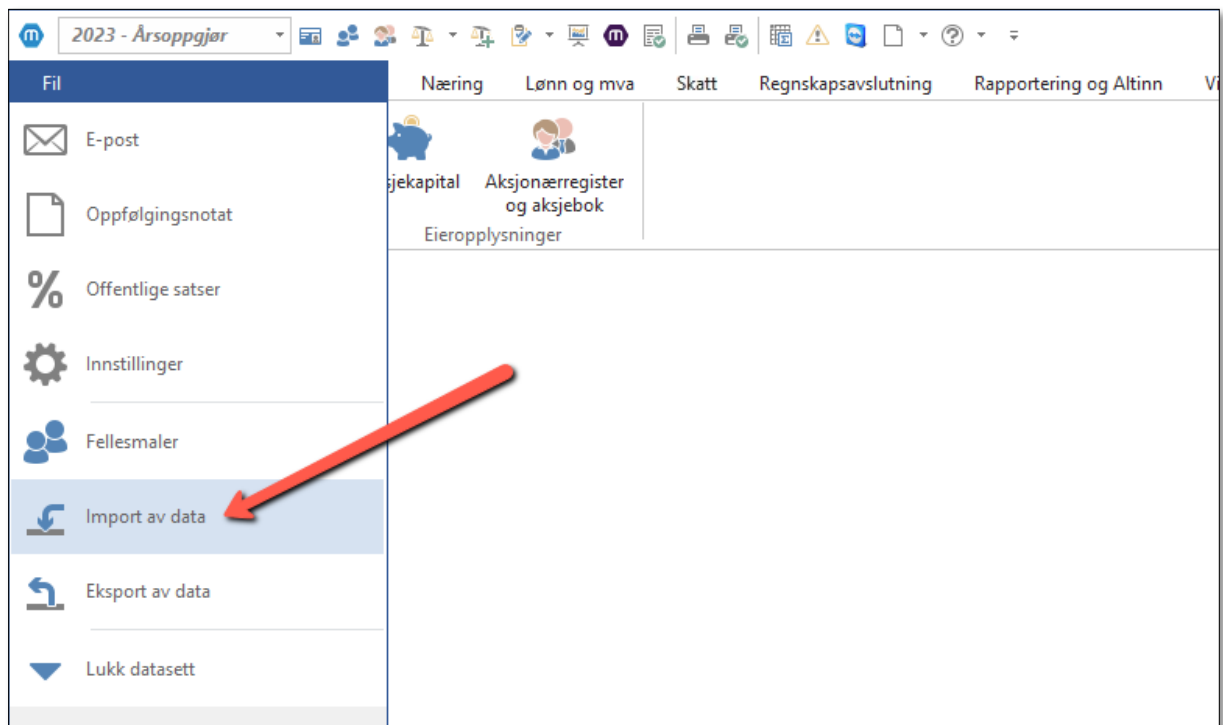 2023 - Årsoppgjør
Fil
Næring
Lønn og mva
Skatt
Regnskapsavslutning
Rapportering og Altinn
Vi
E-post
Oppfølgingsnotat
Offentlige satser
Innstillinger
Fellesmaler
Import av data
Eksport av data
Lukk datasett
sjekapital
Aksjonærregister
og aksjebok
Eieropplysninger